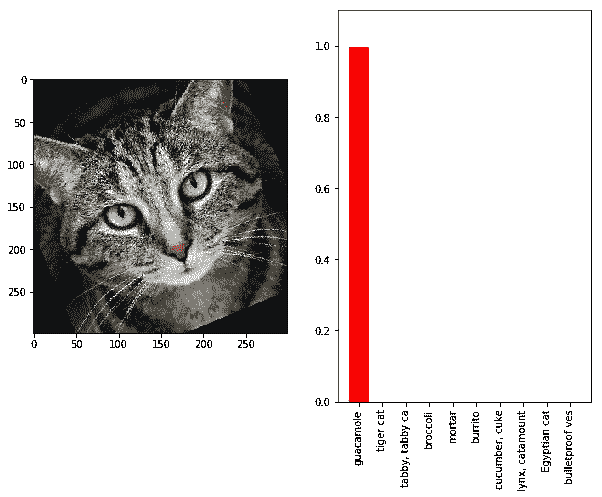 0
50
100
150
200
250
0 50 100 150 200 250
1.0
0.8
0.6
0.4
0.2
0.0
guacamole
tiger cat
tabby, tabby ca
broccoli
mortar
burrito
cucumber, cuke
lynx, catamount
Egyptian cat
bulletproof ves